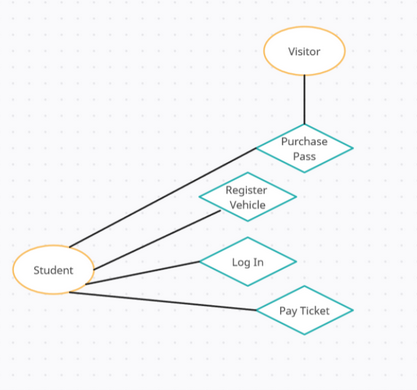 Visitor
Purchase
Pass
Register
Vehicle
Log In
Student
Pay Ticket